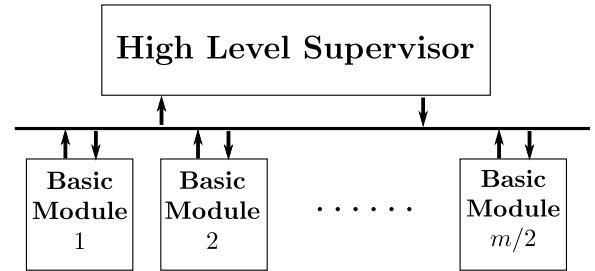 High Level Supervisor
Basic
Module
1
Basic
Module
2
. . . . . .
Basic
Module
m/2